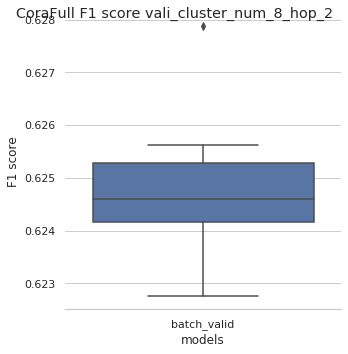 CoraFull F1 score vali_cluster_num_8_hop_2
0.628
0.627
0.626
0.625
0.624
0.623
F1 score
batch_valid
models